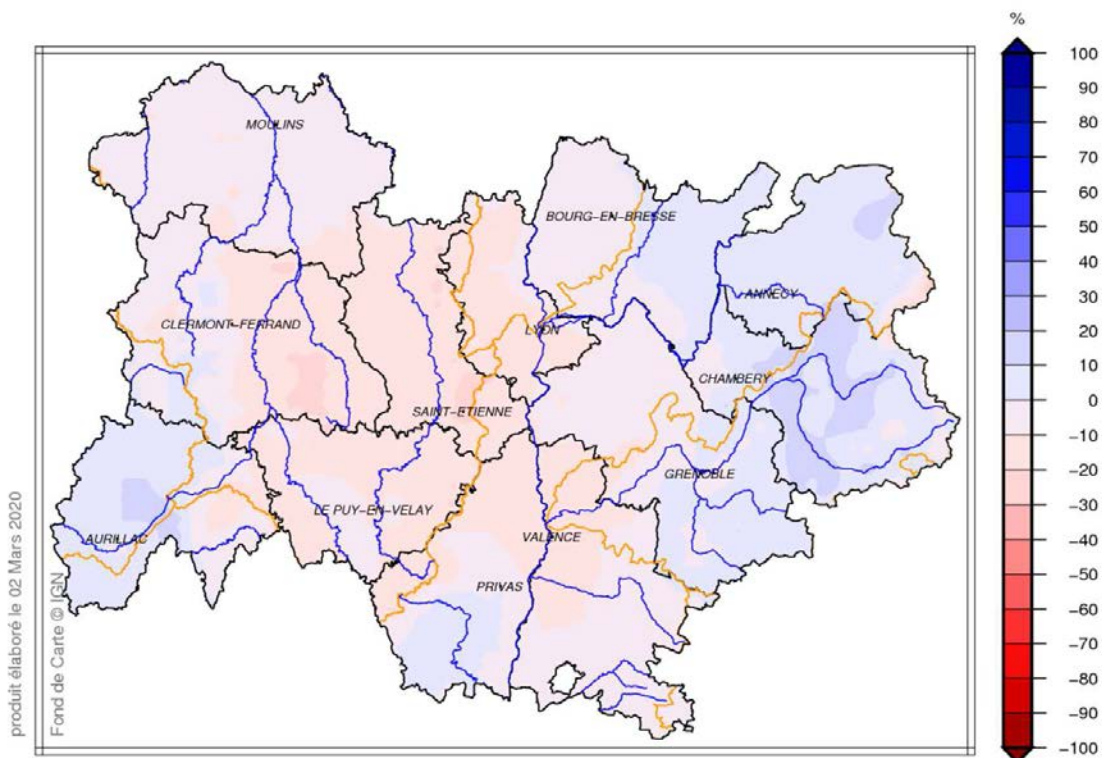 %
100
90
80
70
60
50
40
30
20
10
0
-10
-20
-30
-40
-50
-60
-70
-80
-90
-100
MOULINS
BOURG-EN-BRESSE
ANNECY
CLERMONT-FERRAND
LYON
CHAMBERY
SAINT-ETIENNE
GRENOBLE
LE PUY-EN-VELAY
AURILLAC
VALENCE
PRIVAS
produit élaboré le 02 Mars 2020
Fond de Carte © IGN